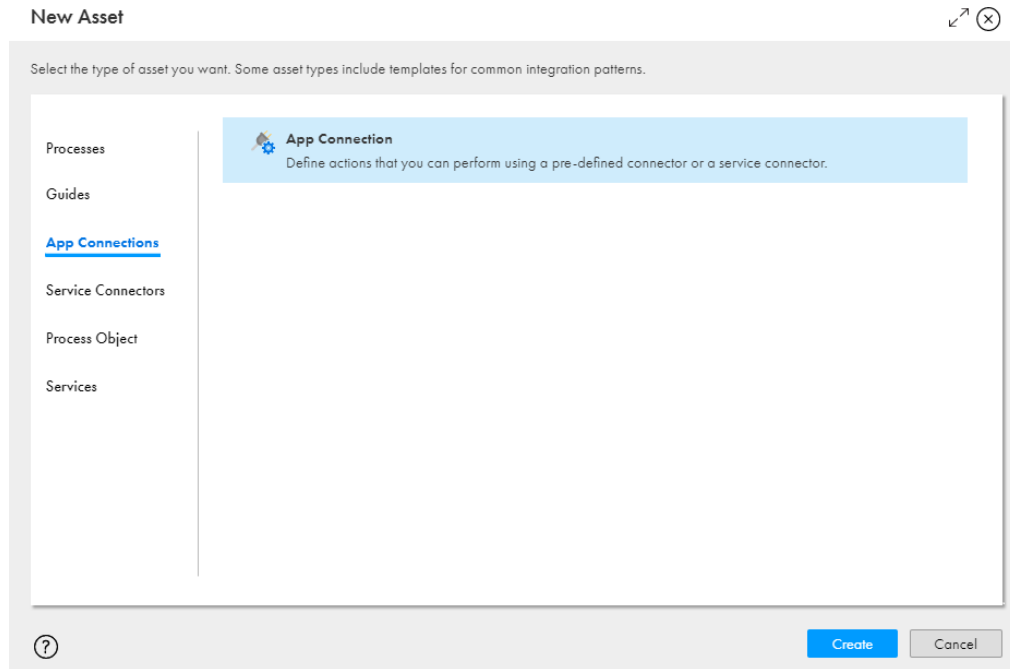 New Asset
Select the type of asset you want. Some asset types include templates for common integration patterns.
Processes
Guides
App Connections
Service Connectors
Process Object
Services
App Connection
Define actions that you can perform using a pre-defined connector or a service connector.
?
Create
Cancel